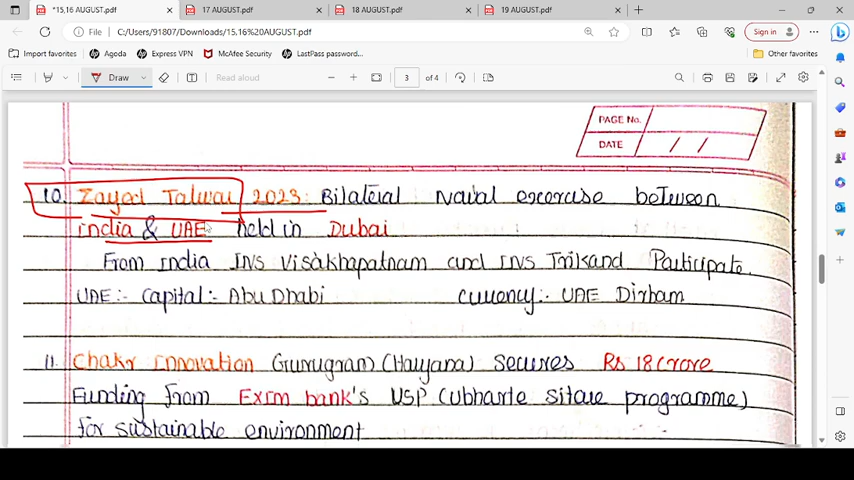 *15,16 AUGUST.pdf
17 AUGUST.pdf
18 AUGUST.pdf
19 AUGUST.pdf
File
C:/Users/91807/Downloads/15.16%20AUGUST.pdf
Sign in
Import favorites
Agoda
Express VPN
McAfee Security
LastPass password...
Other favorites
Draw
Read aloud
3 of 4
PAGE No.
DATE / /
10. Zayed Talwar 2023 Bilateral Naval exercise between
India & UAE held in Dubai
From India INS Visakhapatnam and INS Trikand Participate.
UAE :- Capital :- Abu Dhabi Currency :- UAE Dirham
11. Chakr Innovation Gurugram (Haryana) secures Rs 18 Crore
Funding from EXIM bank's USP (Ubharte sitare programme)
for sustainable environment